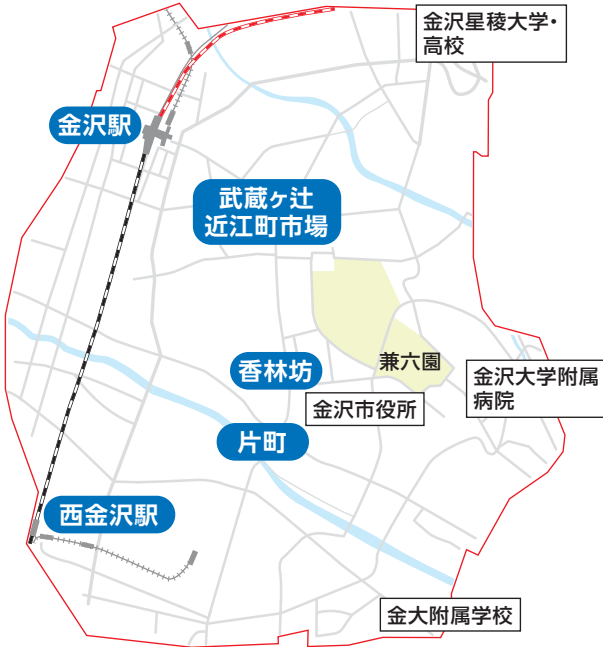 金沢星稜大学・
高校
金沢駅
武蔵ヶ辻
近江町市場
兼六園
香林坊
金沢大学附属
病院
金沢市役所
片町
西金沢駅
金大附属学校